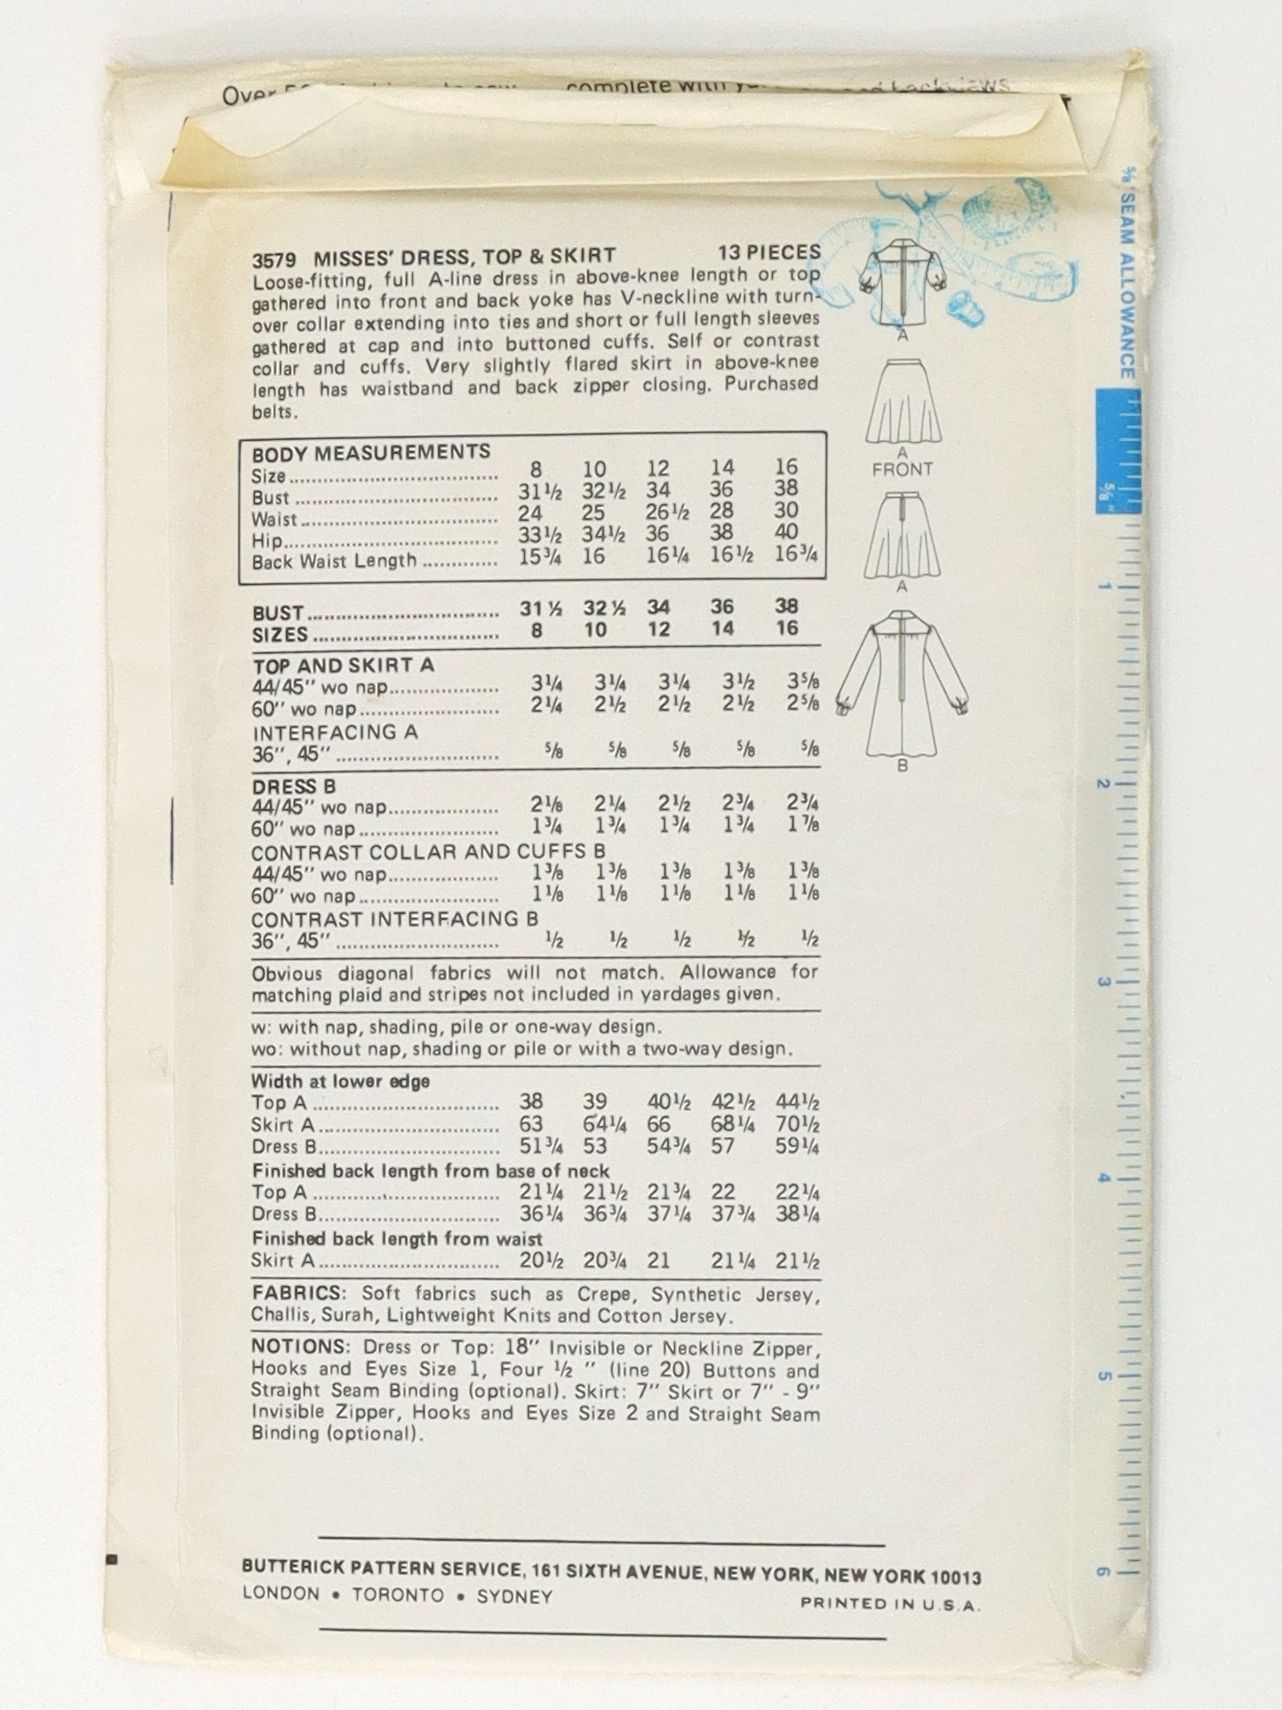 Over
complete with
3579 MISSES' DRESS, TOP & SKIRT 13 PIECES
Loose-fitting, full A-line dress in above-knee length or top
gathered into front and back yoke has V-neckline with turn-
over collar extending into ties and short or full length sleeves
gathered at cap and into buttoned cuffs. Self or contrast
collar and cuffs. Very slightly flared skirt in above-knee
length has waistband and back zipper closing. Purchased
belts.
BODY MEASUREMENTS
Size 8 10 12 14 16
Bust 31½ 32½ 34 36 38
Waist 24 25 26½ 28 30
Hip 33½ 34½ 36 38 40
Back Waist Length 15¾ 16 16¼ 16½ 16¾
BUST 31 ½ 32 ½ 34 36 38
SIZES 8 10 12 14 16
TOP AND SKIRT A
44/45" wo nap 3¼ 3¼ 3¼ 3½ 3⅝
60" wo nap 2¼ 2½ 2½ 2½ 2⅝
INTERFACING A
36", 45" ⅝ ⅝ ⅝ ⅝ ⅝
DRESS B
44/45" wo nap 2⅛ 2¼ 2½ 2¾ 2¾
60" wo nap 1¾ 1¾ 1¾ 1¾ 1⅞
CONTRAST COLLAR AND CUFFS B
44/45" wo nap 1⅜ 1⅜ 1⅜ 1⅜ 1⅜
60" wo nap 1⅛ 1⅛ 1⅛ 1⅛ 1⅛
CONTRAST INTERFACING B
36", 45" ½ ½ ½ ½ ½
Obvious diagonal fabrics will not match. Allowance for
matching plaid and stripes not included in yardages given.
w: with nap, shading, pile or one-way design.
wo: without nap, shading or pile or with a two-way design.
Width at lower edge
Top A 38 39 40½ 42½ 44½
Skirt A 63 64¼ 66 68¼ 70½
Dress B 51¾ 53 54¾ 57 59¼
Finished back length from base of neck
Top A 21¼ 21½ 21¾ 22 22¼
Dress B 36¼ 36¾ 37¼ 37¾ 38¼
Finished back length from waist
Skirt A 20½ 20¾ 21 21¼ 21½
FABRICS: Soft fabrics such as Crepe, Synthetic Jersey,
Challis, Surah, Lightweight Knits and Cotton Jersey.
NOTIONS: Dress or Top: 18" Invisible or Neckline Zipper,
Hooks and Eyes Size 1, Four ½ " (line 20) Buttons and
Straight Seam Binding (optional). Skirt: 7" Skirt or 7" - 9"
Invisible Zipper, Hooks and Eyes Size 2 and Straight Seam
Binding (optional).
BUTTERICK PATTERN SERVICE, 161 SIXTH AVENUE, NEW YORK, NEW YORK 10013
LONDON • TORONTO • SYDNEY PRINTED IN U.S.A.
A
A
FRONT
A
B
⅝" SEAM ALLOWANCE
⅝"
1
2
3
4
5
6